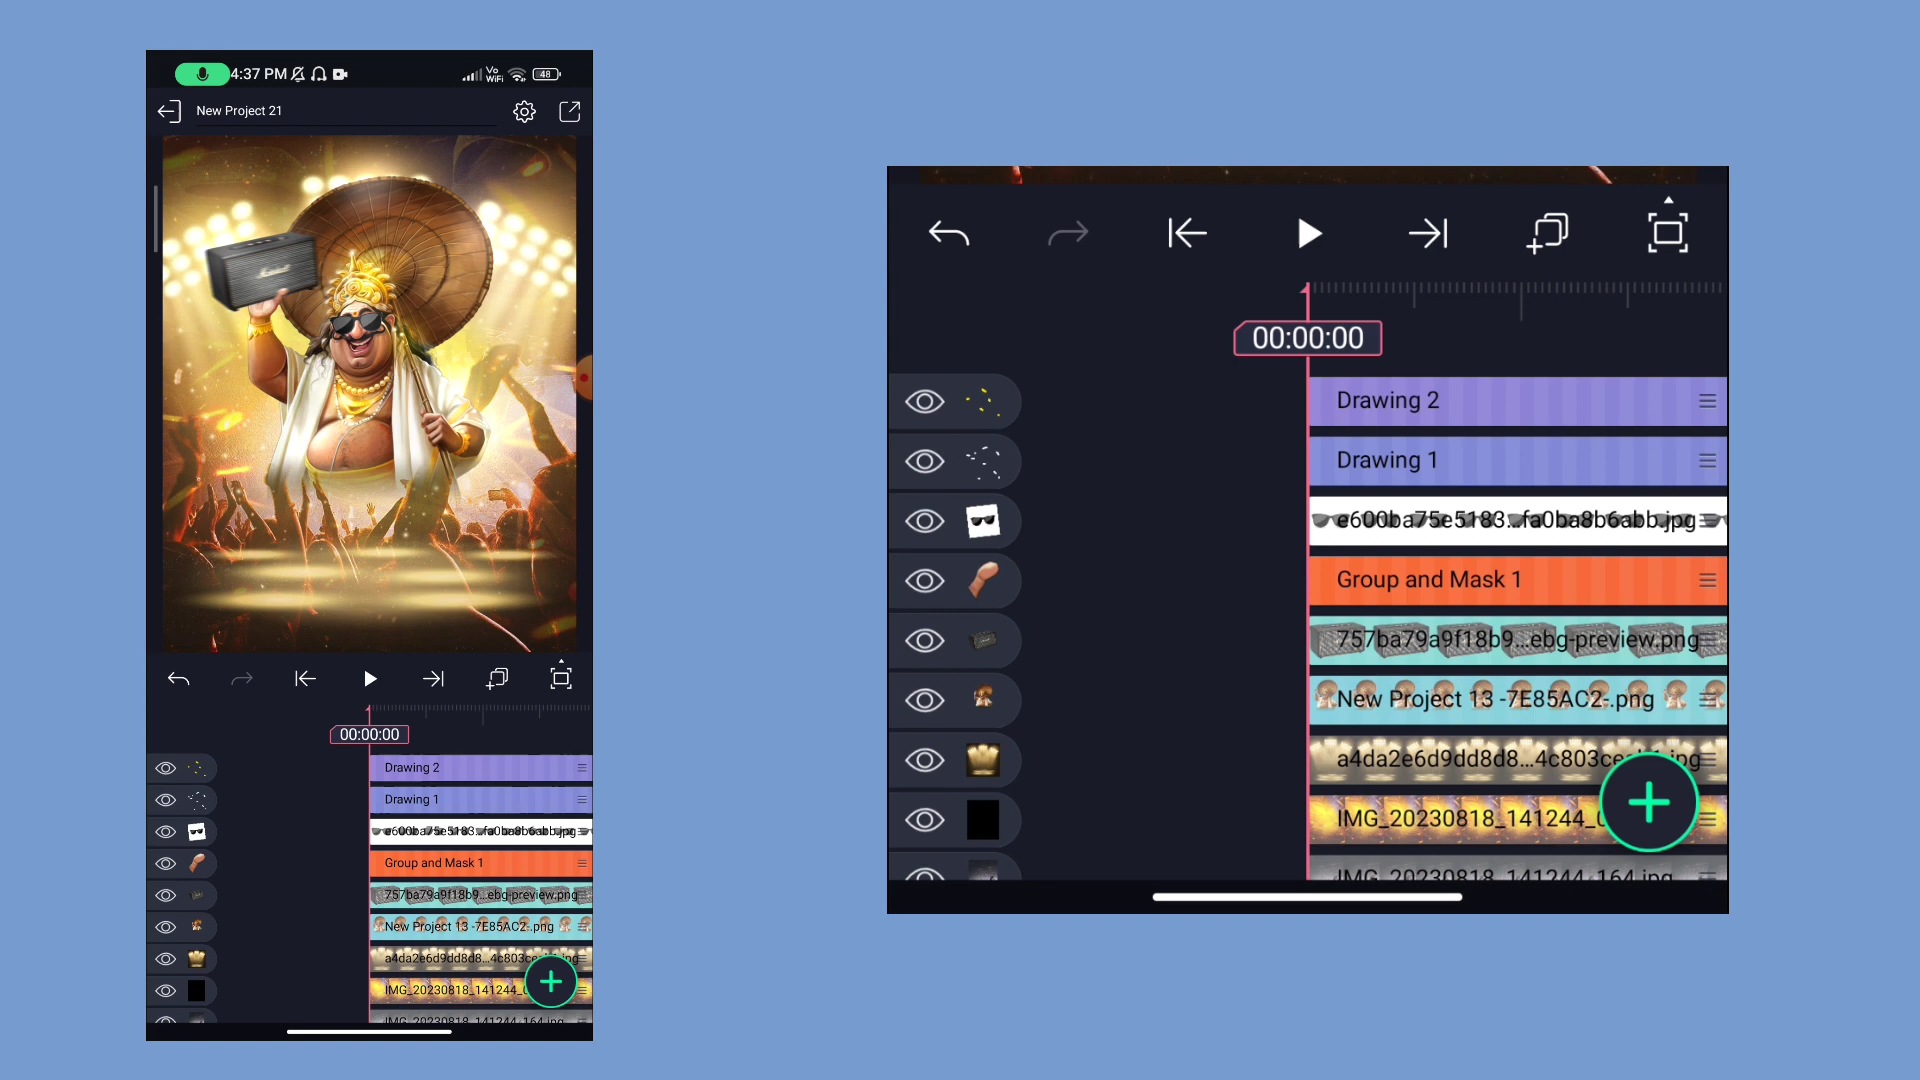 4:37 PM
Vo
WiFi
48
New Project 21
00:00:00
Drawing 2
Drawing 1
e600ba75e5183...fa0ba8b6abb.jpg
Group and Mask 1
757ba79a9f18b9...ebg-preview.png
New Project 13 -7E85AC2-.png
a4da2e6d9dd8d8...4c803ce
IMG_20230818_141244_
IMG_20230818_141244_164.jpg
00:00:00
Drawing 2
Drawing 1
e600ba75e5183...fa0ba8b6abb.jpg
Group and Mask 1
757ba79a9f18b9...ebg-preview.png
New Project 13 -7E85AC2-.png
a4da2e6d9dd8d8...4c803ce
IMG_20230818_141244_
IMG_20230818_141244_164.jpg